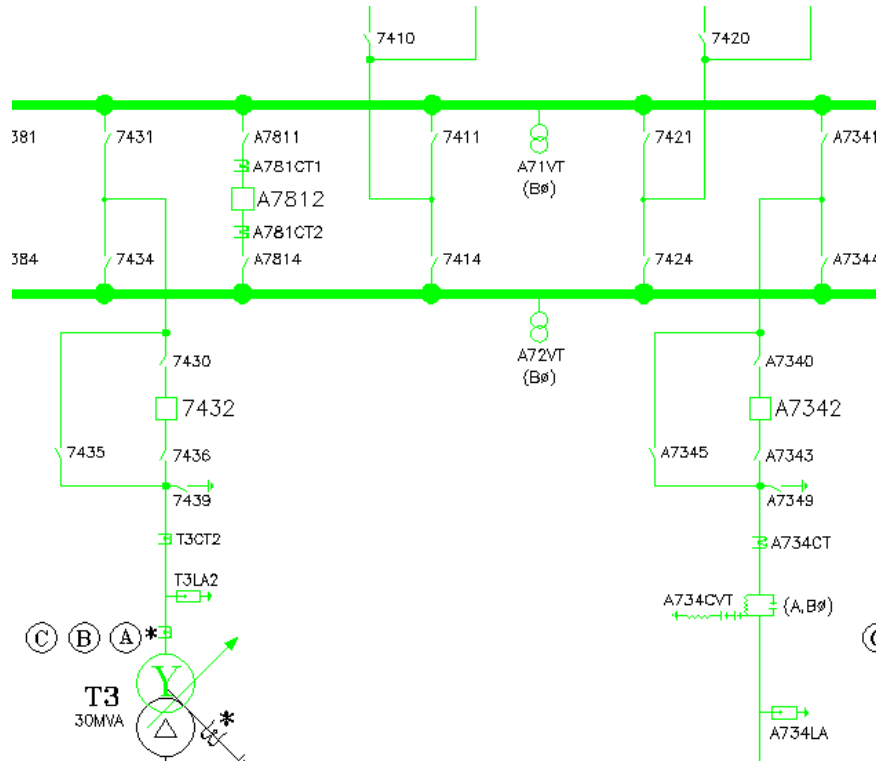 7410
7420
381
7431
A7811
7411
7421
A7341
A781CT1
A71VT
(BØ)
A7812
A781CT2
384
7434
A7814
7414
7424
A7344
A72VT
(BØ)
7430
A7340
7432
A7342
7435
7436
A7345
A7343
7439
A7349
T3CT2
A734CT
T3LA2
A734CVT
(A,BØ)
C B A *
Y
T3
30MVA
*
A734LA